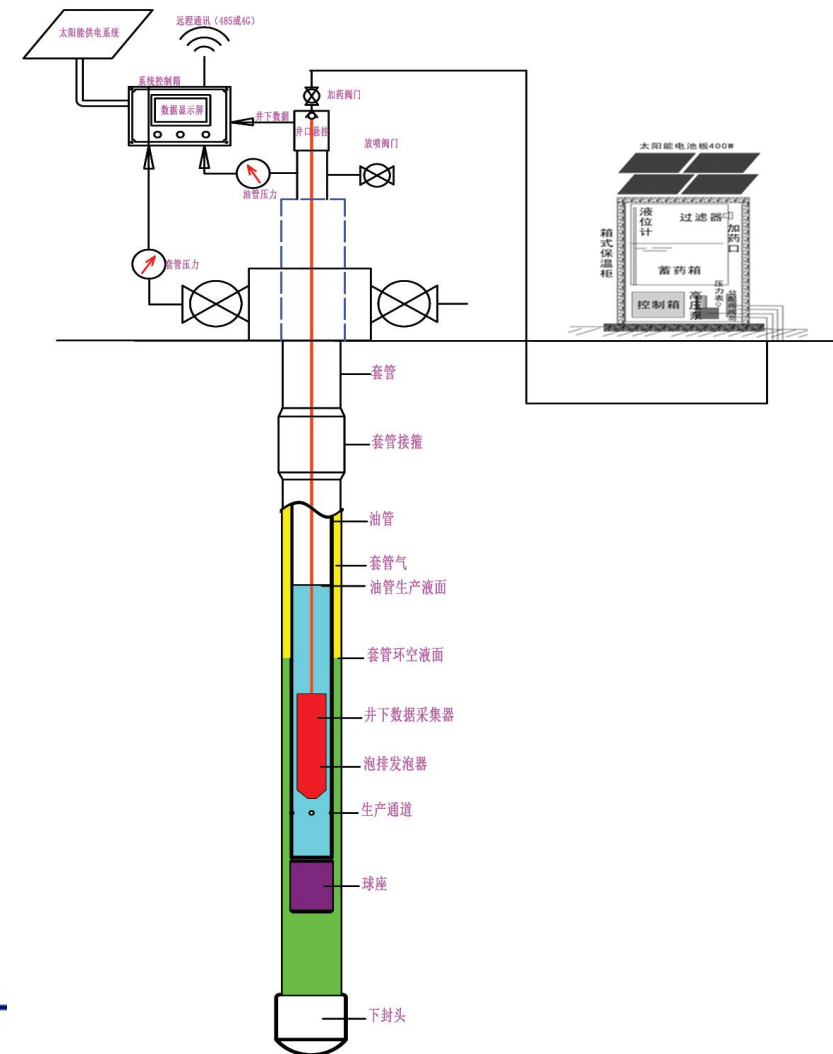 太阳能供电系统
远程通讯（485或4G）
系统控制箱
数据显示屏
井下数据
加药阀门
井口悬挂
放喷阀门
油管压力
套管压力
太阳能电池板400W
箱式保温柜
液位计
过滤器
加药口
蓄药箱
控制箱
高压泵
压力表
套管
套管接箍
油管
套管气
油管生产液面
套管环空液面
井下数据采集器
泡排发泡器
生产通道
球座
下封头